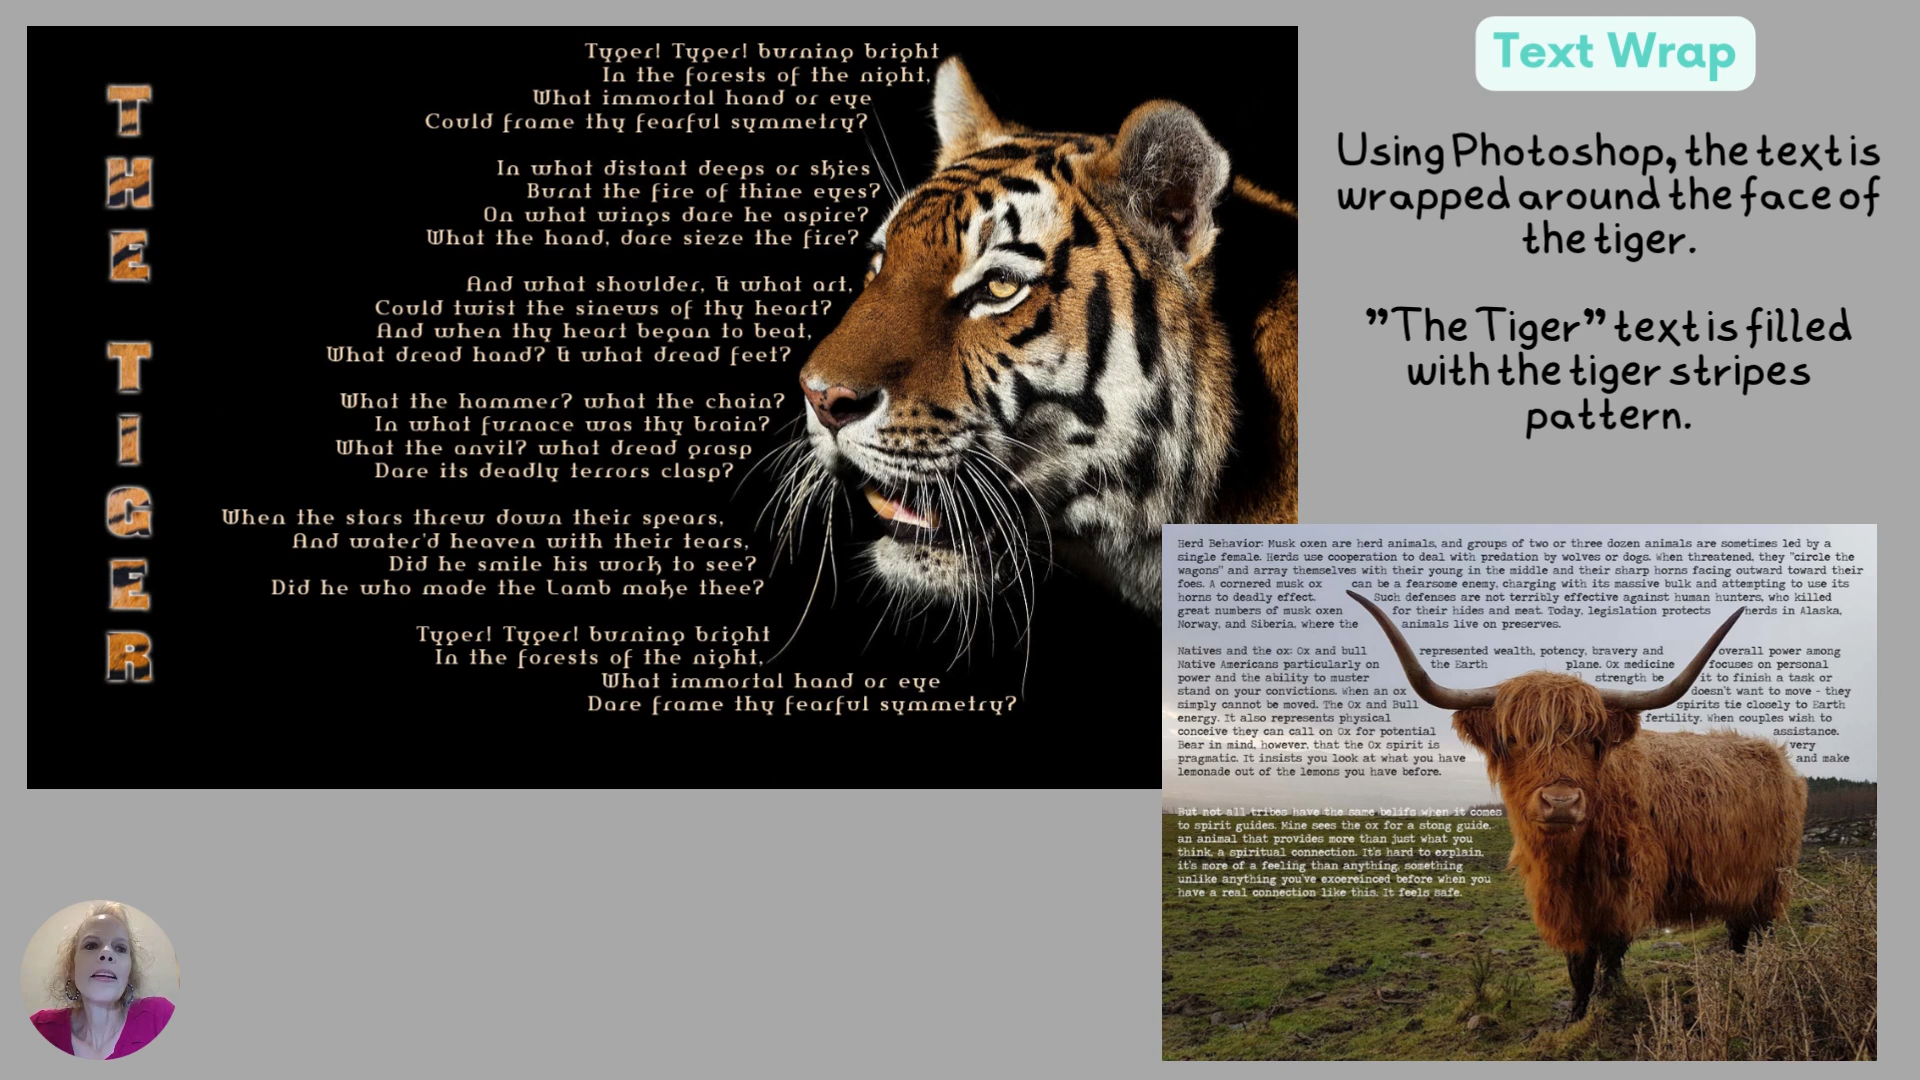 THE TIGER
Tyger! Tyger! burning bright
In the forests of the night,
What immortal hand or eye
Could frame thy fearful symmetry?
In what distant deeps or skies
Burnt the fire of thine eyes?
On what wings dare he aspire?
What the hand, dare sieze the fire?
And what shoulder, & what art,
Could twist the sinews of thy heart?
And when thy heart began to beat,
What dread hand? & what dread feet?
What the hammer? what the chain?
In what furnace was thy brain?
What the anvil? what dread grasp
Dare its deadly terrors clasp?
When the stars threw down their spears,
And water'd heaven with their tears,
Did he smile his work to see?
Did he who made the Lamb make thee?
Tyger! Tyger! burning bright
In the forests of the night,
What immortal hand or eye
Dare frame thy fearful symmetry?
Text Wrap
Using Photoshop, the text is
wrapped around the face of
the tiger.
"The Tiger" text is filled
with the tiger stripes
pattern.
Herd Behavior: Musk oxen are herd animals, and groups of two or three dozen animals are sometimes led by a
single female. Herds use cooperation to deal with predation by wolves or dogs. When threatened, they "circle the
wagons" and array themselves with their young in the middle and their sharp horns facing outward toward their
foes. A cornered musk ox can be a fearsome enemy, charging with its massive bulk and attempting to use its
horns to deadly effect. Such defenses are not terribly effective against human hunters, who killed
great numbers of musk oxen for their hides and meat. Today, legislation protects herds in Alaska,
Norway, and Siberia, where the animals live on preserves.
Natives and the ox: Ox and bull represented wealth, potency, bravery and overall power among
Native Americans particularly on the Earth plane. Ox medicine focuses on personal
power and the ability to muster strength be it to finish a task or
stand on your convictions. When an ox doesn't want to move - they
simply cannot be moved. The Ox and Bull spirits tie closely to Earth
energy. It also represents physical fertility. When couples wish to
conceive they can call on Ox for potential assistance.
Bear in mind, however, that the Ox spirit is very
pragmatic. It insists you look at what you have and make
lemonade out of the lemons you have before.
But not all tribes have the same belifs when it comes
to spirit guides. Mine sees the ox for a stong guide,
an animal that provides more than just what you
think, a spiritual connection. It's hard to explain,
it's more of a feeling than anything, something
unlike anything you've exoereinced before when you
have a real connection like this. It feels safe.